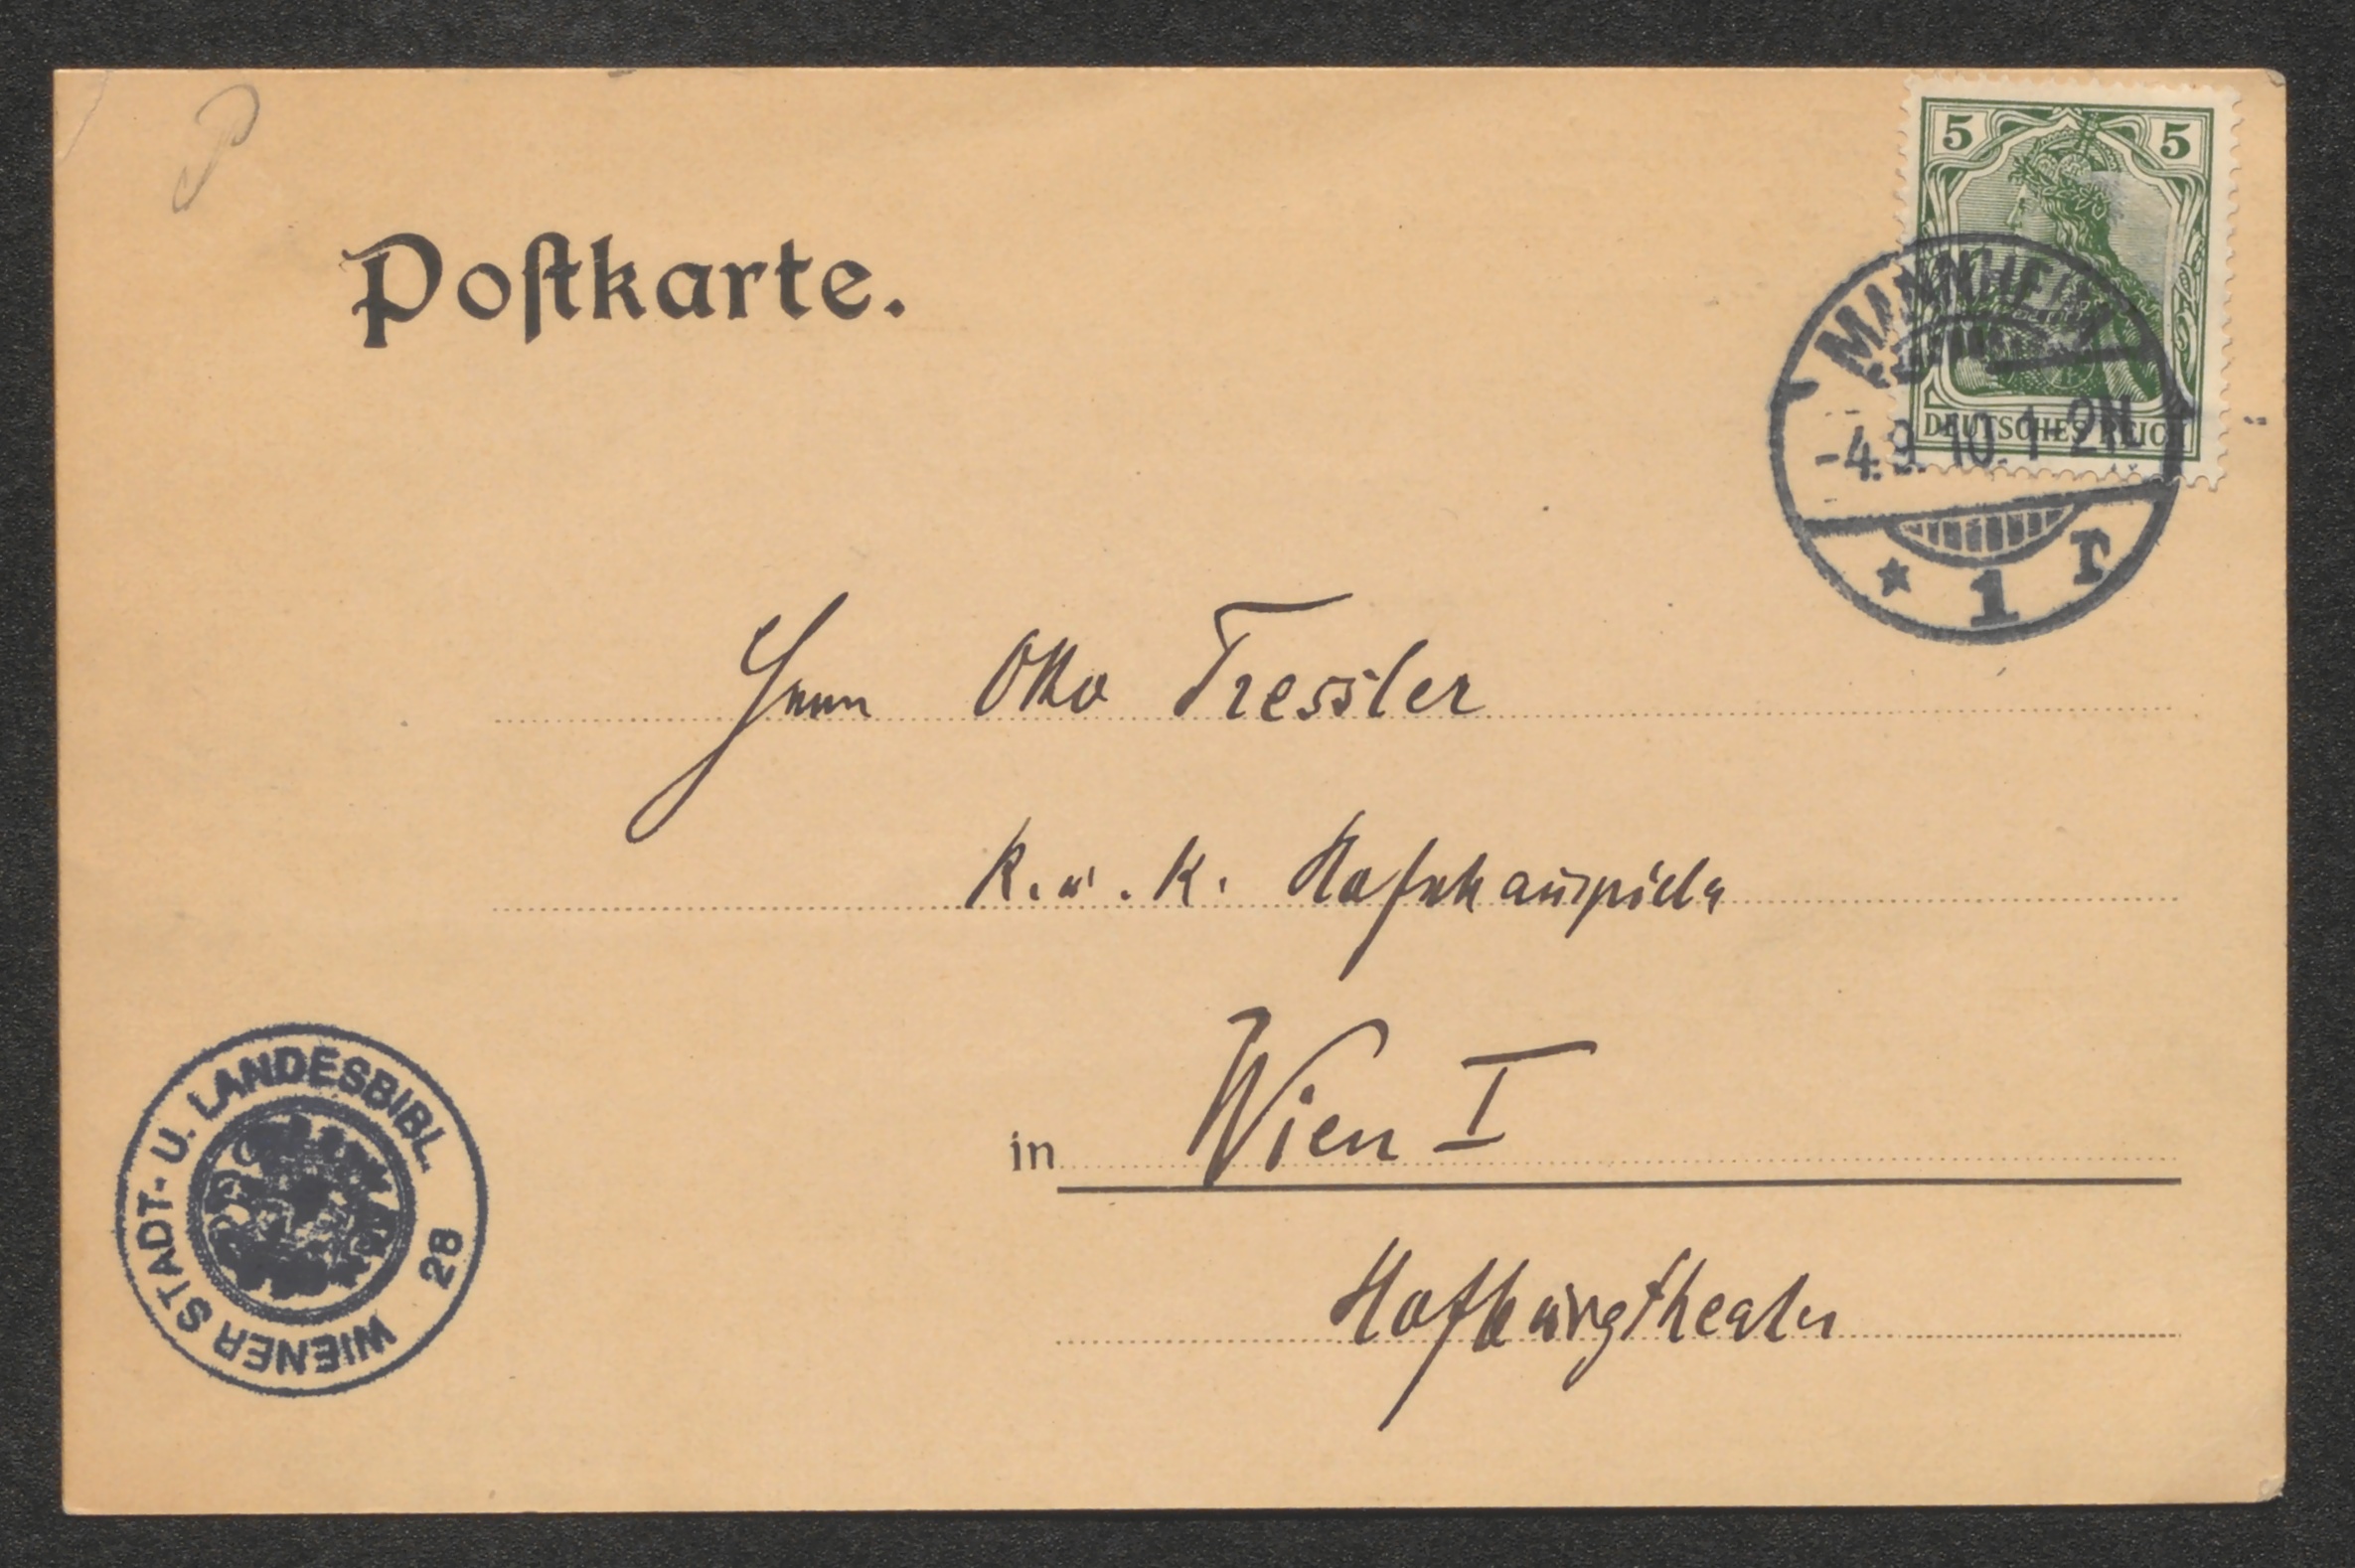 P
5 5
Postkarte.
MANNHEIM
DEUTSCHES REICH
-4.9.10.1-2N
* 1 r
Herrn Otto Tressler
K. u. K. Hofschauspieler
in Wien I
Hofburgtheater
WIENER STADT- U. LANDESBIBL. 28